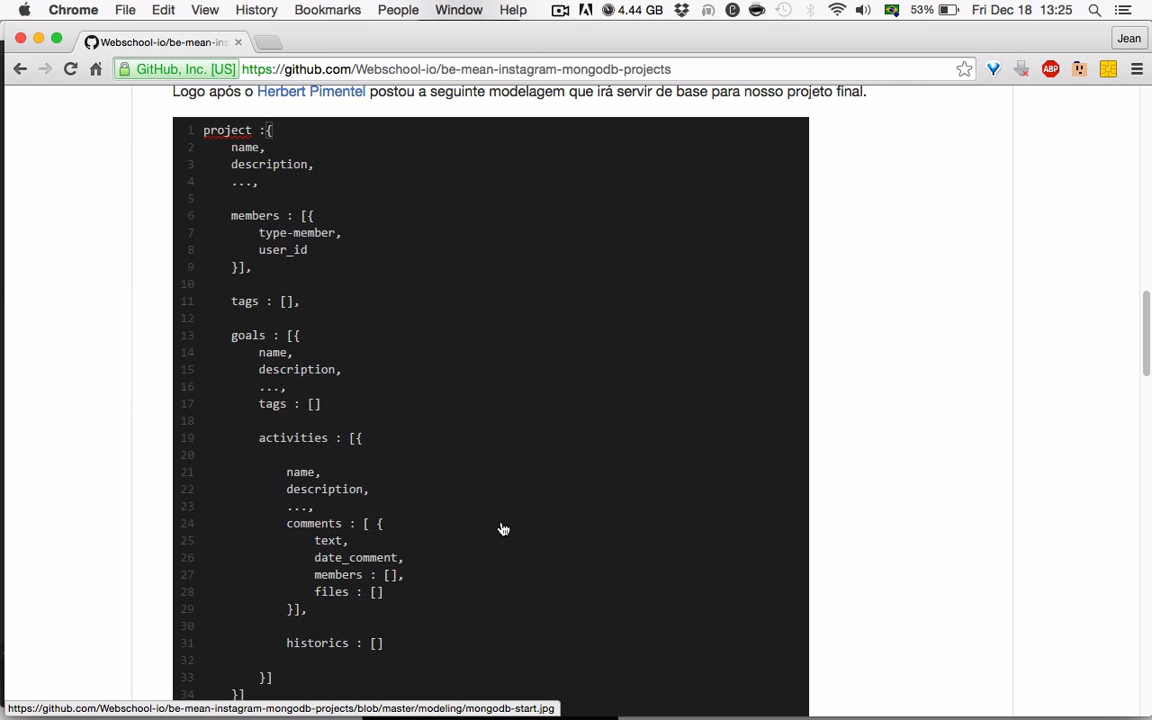 Chrome File Edit View History Bookmarks People Window Help 4.44 GB 53% Fri Dec 18 13:25
Webschool-io/be-mean-ins × Jean
GitHub, Inc. [US] https://github.com/Webschool-io/be-mean-instagram-mongodb-projects ABP
Logo após o Herbert Pimentel postou a seguinte modelagem que irá servir de base para nosso projeto final.
1 project :{
2 name,
3 description,
4 ...,
5
6 members : [{
7 type-member,
8 user_id
9 }],
10
11 tags : [],
12
13 goals : [{
14 name,
15 description,
16 ...,
17 tags : []
18
19 activities : [{
20
21 name,
22 description,
23 ...,
24 comments : [ {
25 text,
26 date_comment,
27 members : [],
28 files : []
29 }],
30
31 historics : []
32
33 }]
34 }]
https://github.com/Webschool-io/be-mean-instagram-mongodb-projects/blob/master/modeling/mongodb-start.jpg